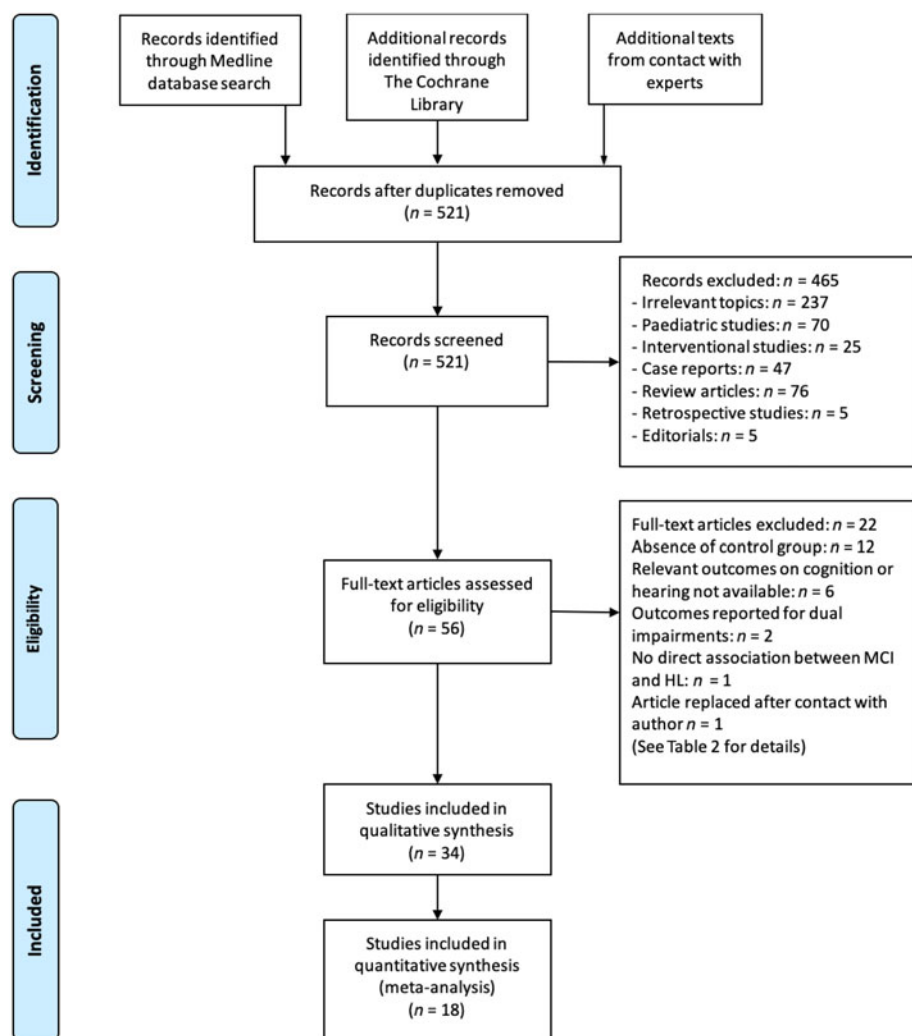 Identification
Records identified
through Medline
database search
Additional records
identified through
The Cochrane
Library
Additional texts
from contact with
experts
Records after duplicates removed
(n = 521)
Screening
Records screened
(n = 521)
Records excluded: n = 465
- Irrelevant topics: n = 237
- Paediatric studies: n = 70
- Interventional studies: n = 25
- Case reports: n = 47
- Review articles: n = 76
- Retrospective studies: n = 5
- Editorials: n = 5
Eligibility
Full-text articles assessed
for eligibility
(n = 56)
Full-text articles excluded: n = 22
Absence of control group: n = 12
Relevant outcomes on cognition or
hearing not available: n = 6
Outcomes reported for dual
impairments: n = 2
No direct association between MCI
and HL: n = 1
Article replaced after contact with
author n = 1
(See Table 2 for details)
Included
Studies included in
qualitative synthesis
(n = 34)
Studies included in
quantitative synthesis
(meta-analysis)
(n = 18)